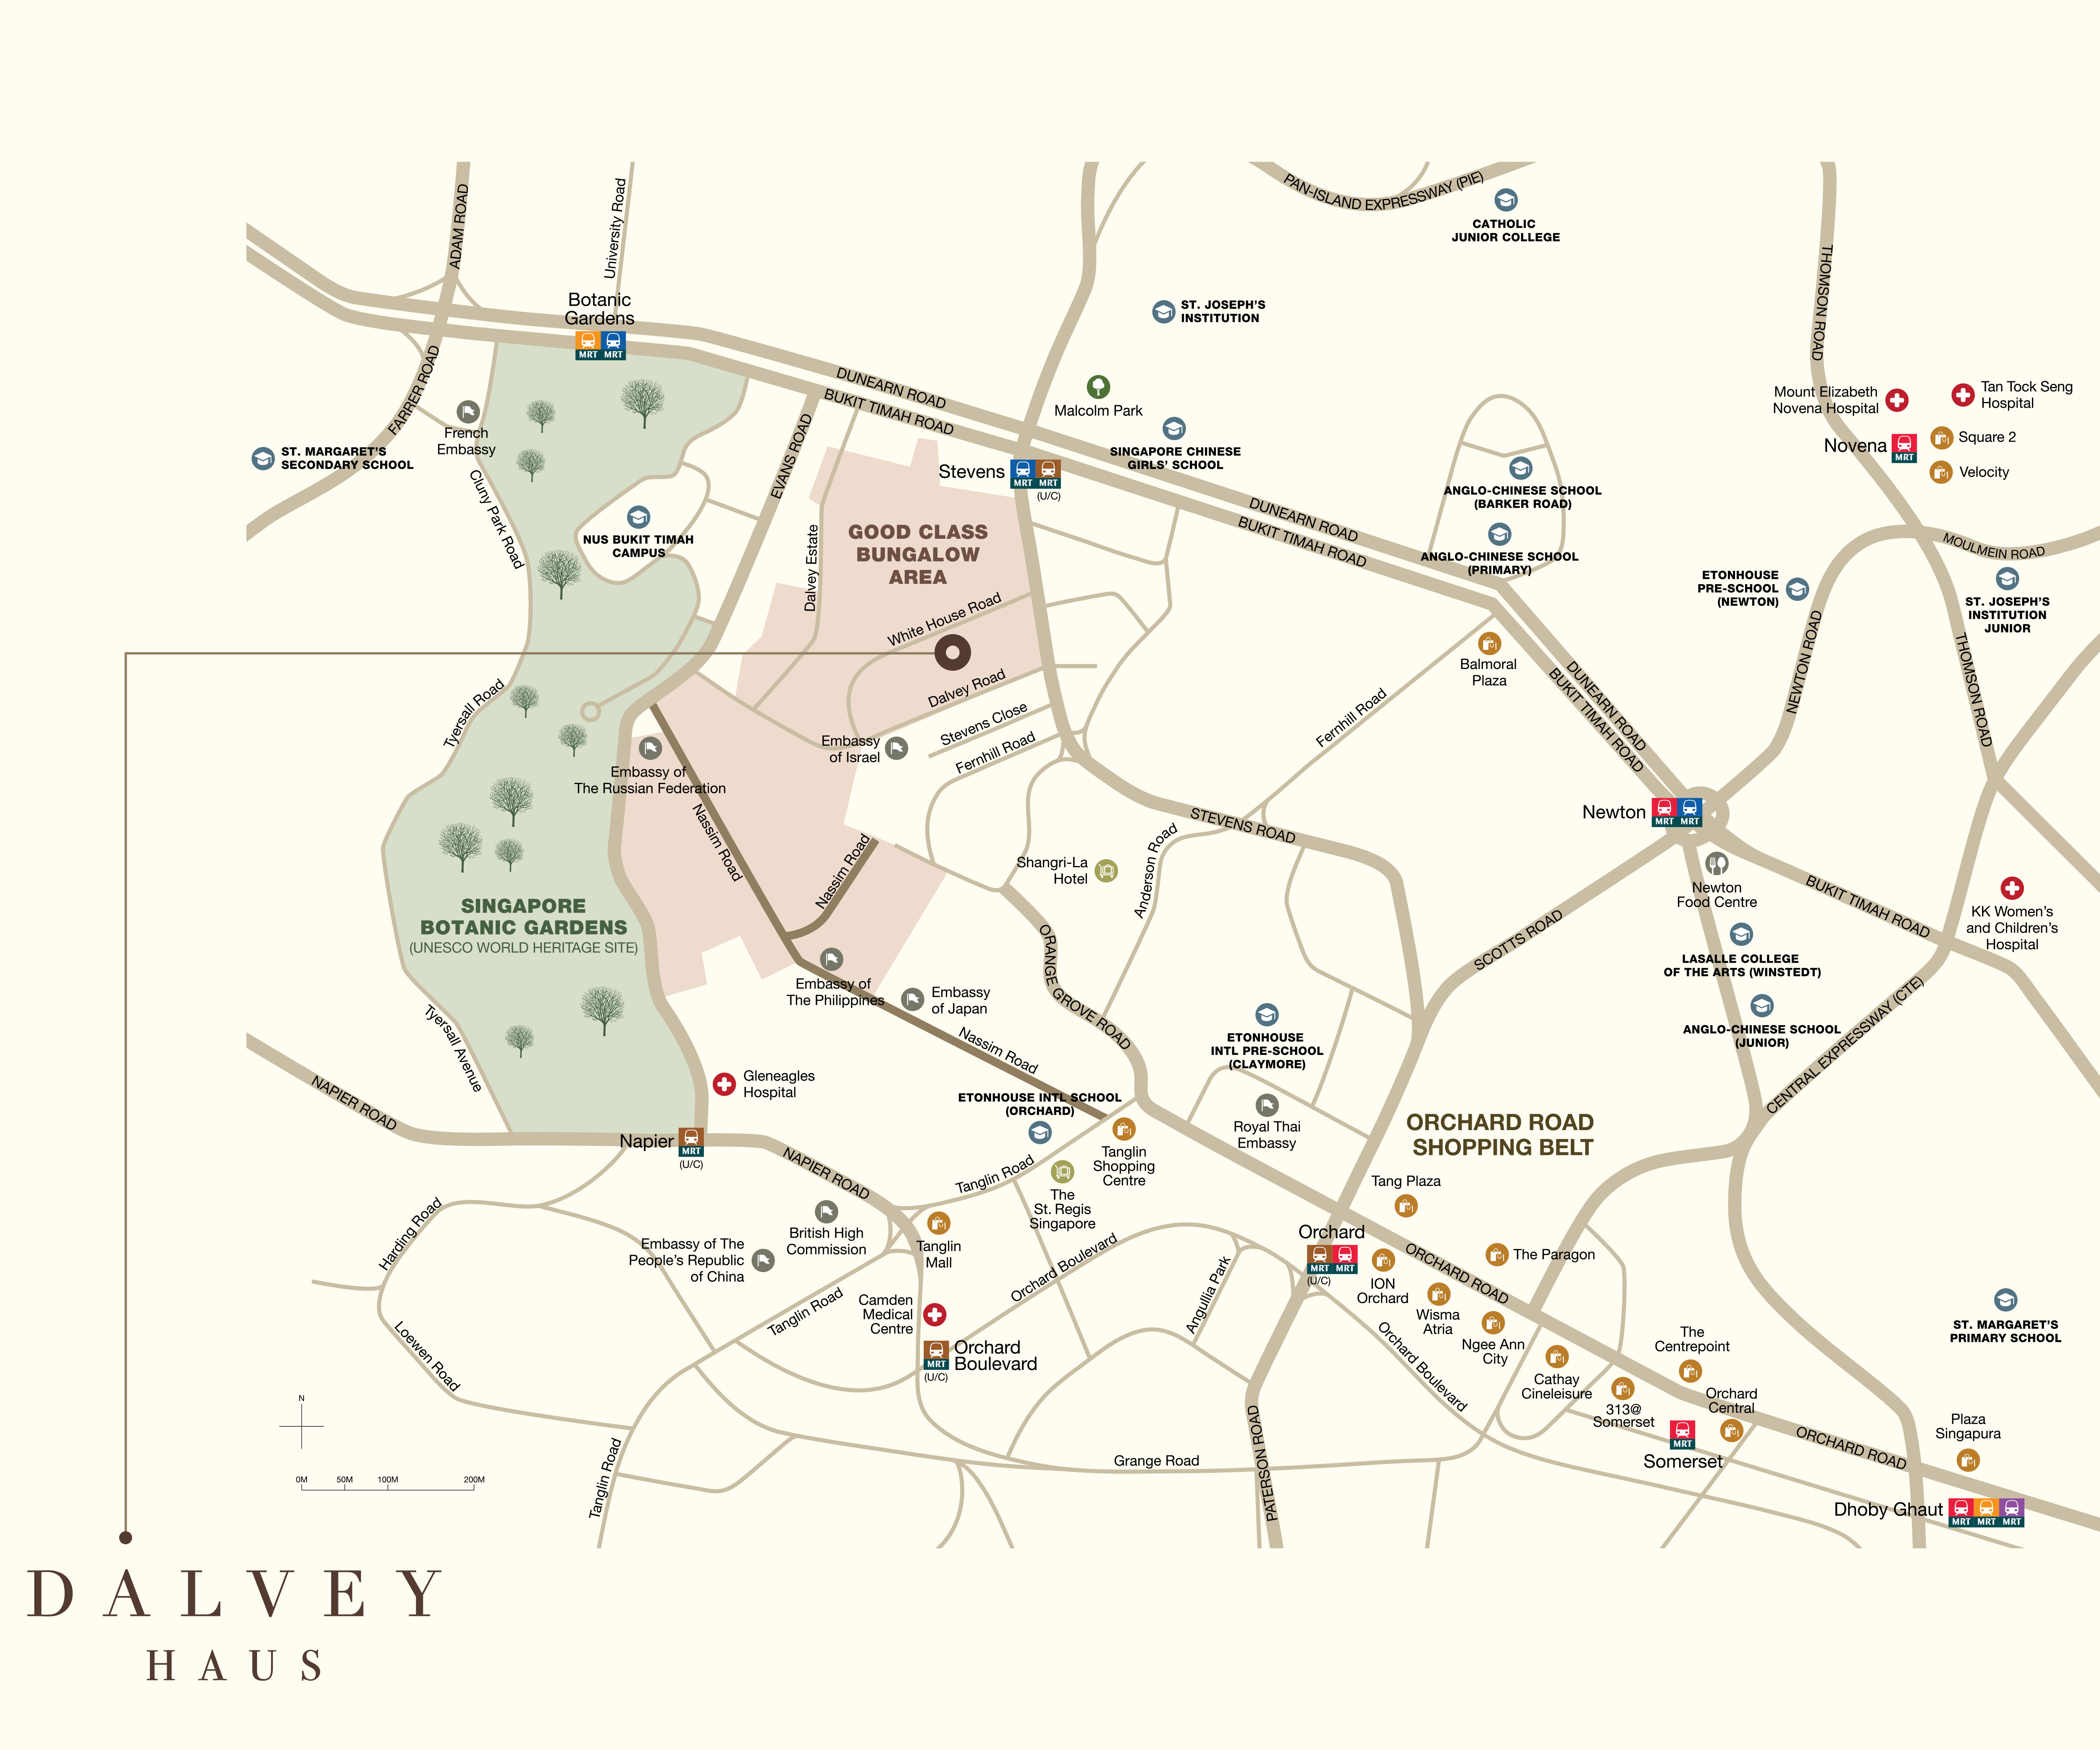 PAN-ISLAND EXPRESSWAY (PIE)
CATHOLIC
JUNIOR COLLEGE
ADAM ROAD
University Road
THOMSON ROAD
Botanic
Gardens
MRT MRT
ST. JOSEPH'S
INSTITUTION
FARRER ROAD
DUNEARN ROAD
BUKIT TIMAH ROAD
Malcolm Park
Mount Elizabeth
Novena Hospital
Tan Tock Seng
Hospital
Square 2
Novena
MRT
Velocity
French
Embassy
ST. MARGARET'S
SECONDARY SCHOOL
Cluny Park Road
EVANS ROAD
Stevens
MRT MRT
(U/C)
SINGAPORE CHINESE
GIRLS' SCHOOL
ANGLO-CHINESE SCHOOL
(BARKER ROAD)
DUNEARN ROAD
BUKIT TIMAH ROAD
ANGLO-CHINESE SCHOOL
(PRIMARY)
NUS BUKIT TIMAH
CAMPUS
Dalvey Estate
GOOD CLASS
BUNGALOW
AREA
MOULMEIN ROAD
ETONHOUSE
PRE-SCHOOL
(NEWTON)
ST. JOSEPH'S
INSTITUTION
JUNIOR
White House Road
NEWTON ROAD
THOMSON ROAD
Balmoral
Plaza
DUNEARN ROAD
BUKIT TIMAH ROAD
Tyersall Road
Dalvey Road
Stevens Close
Fernhill Road
Fernhill Road
Embassy
of Israel
Embassy of
The Russian Federation
Nassim Road
Nassim Road
STEVENS ROAD
Newton
MRT MRT
Shangri-La
Hotel
Anderson Road
Newton
Food Centre
BUKIT TIMAH ROAD
KK Women's
and Children's
Hospital
SINGAPORE
BOTANIC GARDENS
(UNESCO WORLD HERITAGE SITE)
SCOTTS ROAD
LASALLE COLLEGE
OF THE ARTS (WINSTEDT)
ORANGE GROVE ROAD
Embassy of
The Philippines
Embassy
of Japan
Nassim Road
ANGLO-CHINESE SCHOOL
(JUNIOR)
CENTRAL EXPRESSWAY (CTE)
ETONHOUSE
INTL PRE-SCHOOL
(CLAYMORE)
Tyersall Avenue
NAPIER ROAD
Gleneagles
Hospital
ETONHOUSE INTL SCHOOL
(ORCHARD)
Royal Thai
Embassy
ORCHARD ROAD
SHOPPING BELT
Napier
MRT
(U/C)
NAPIER ROAD
Tanglin Road
Tanglin
Shopping
Centre
The
St. Regis
Singapore
Tang Plaza
Harding Road
British High
Commission
Embassy of The
People's Republic
of China
Tanglin
Mall
Orchard Boulevard
Angullia Park
Orchard
MRT MRT
(U/C)
ORCHARD ROAD
The Paragon
ION
Orchard
Wisma
Atria
Ngee Ann
City
Tanglin Road
Camden
Medical
Centre
Orchard
Boulevard
MRT
(U/C)
Loewen Road
Orchard Boulevard
Cathay
Cineleisure
The
Centrepoint
313@
Somerset
Orchard
Central
ST. MARGARET'S
PRIMARY SCHOOL
MRT
Somerset
ORCHARD ROAD
Plaza
Singapura
N
0M 50M 100M 200M
Tanglin Road
Grange Road
PATERSON ROAD
Dhoby Ghaut
MRT MRT MRT
DALVEY
HAUS